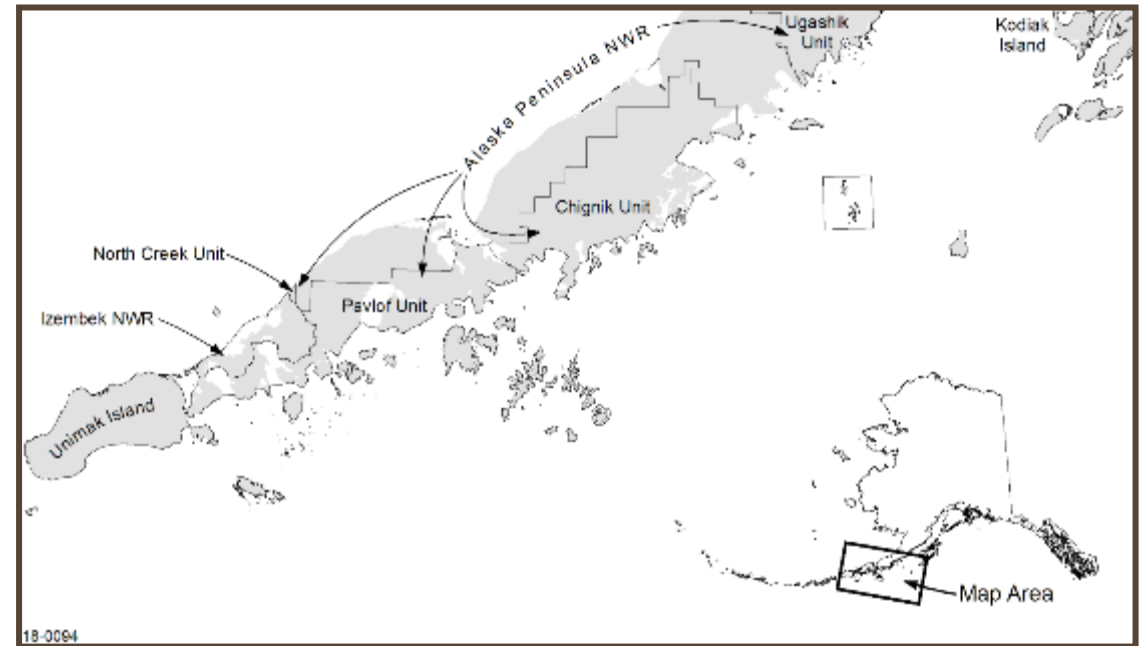 Ugashik
Unit
Kodiak
Island
Alaska Peninsula NWR
Chignik Unit
North Creek Unit
Pavlof Unit
Izembek NWR
Unimak Island
Map Area
18-0094